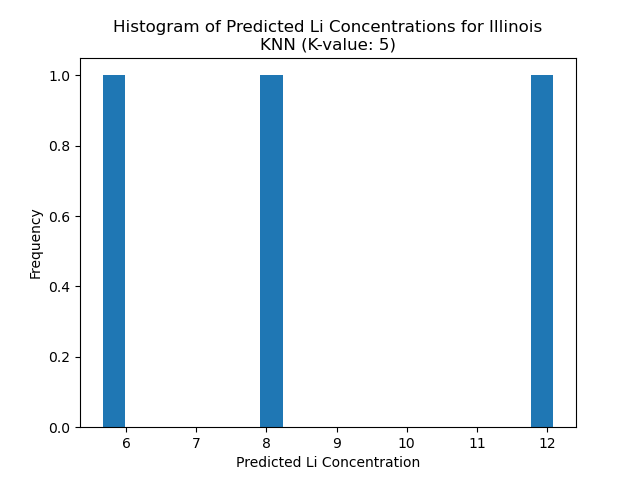 Histogram of Predicted Li Concentrations for Illinois
KNN (K-value: 5)
1.0
0.8
0.6
0.4
0.2
0.0
Frequency
6 7 8 9 10 11 12
Predicted Li Concentration